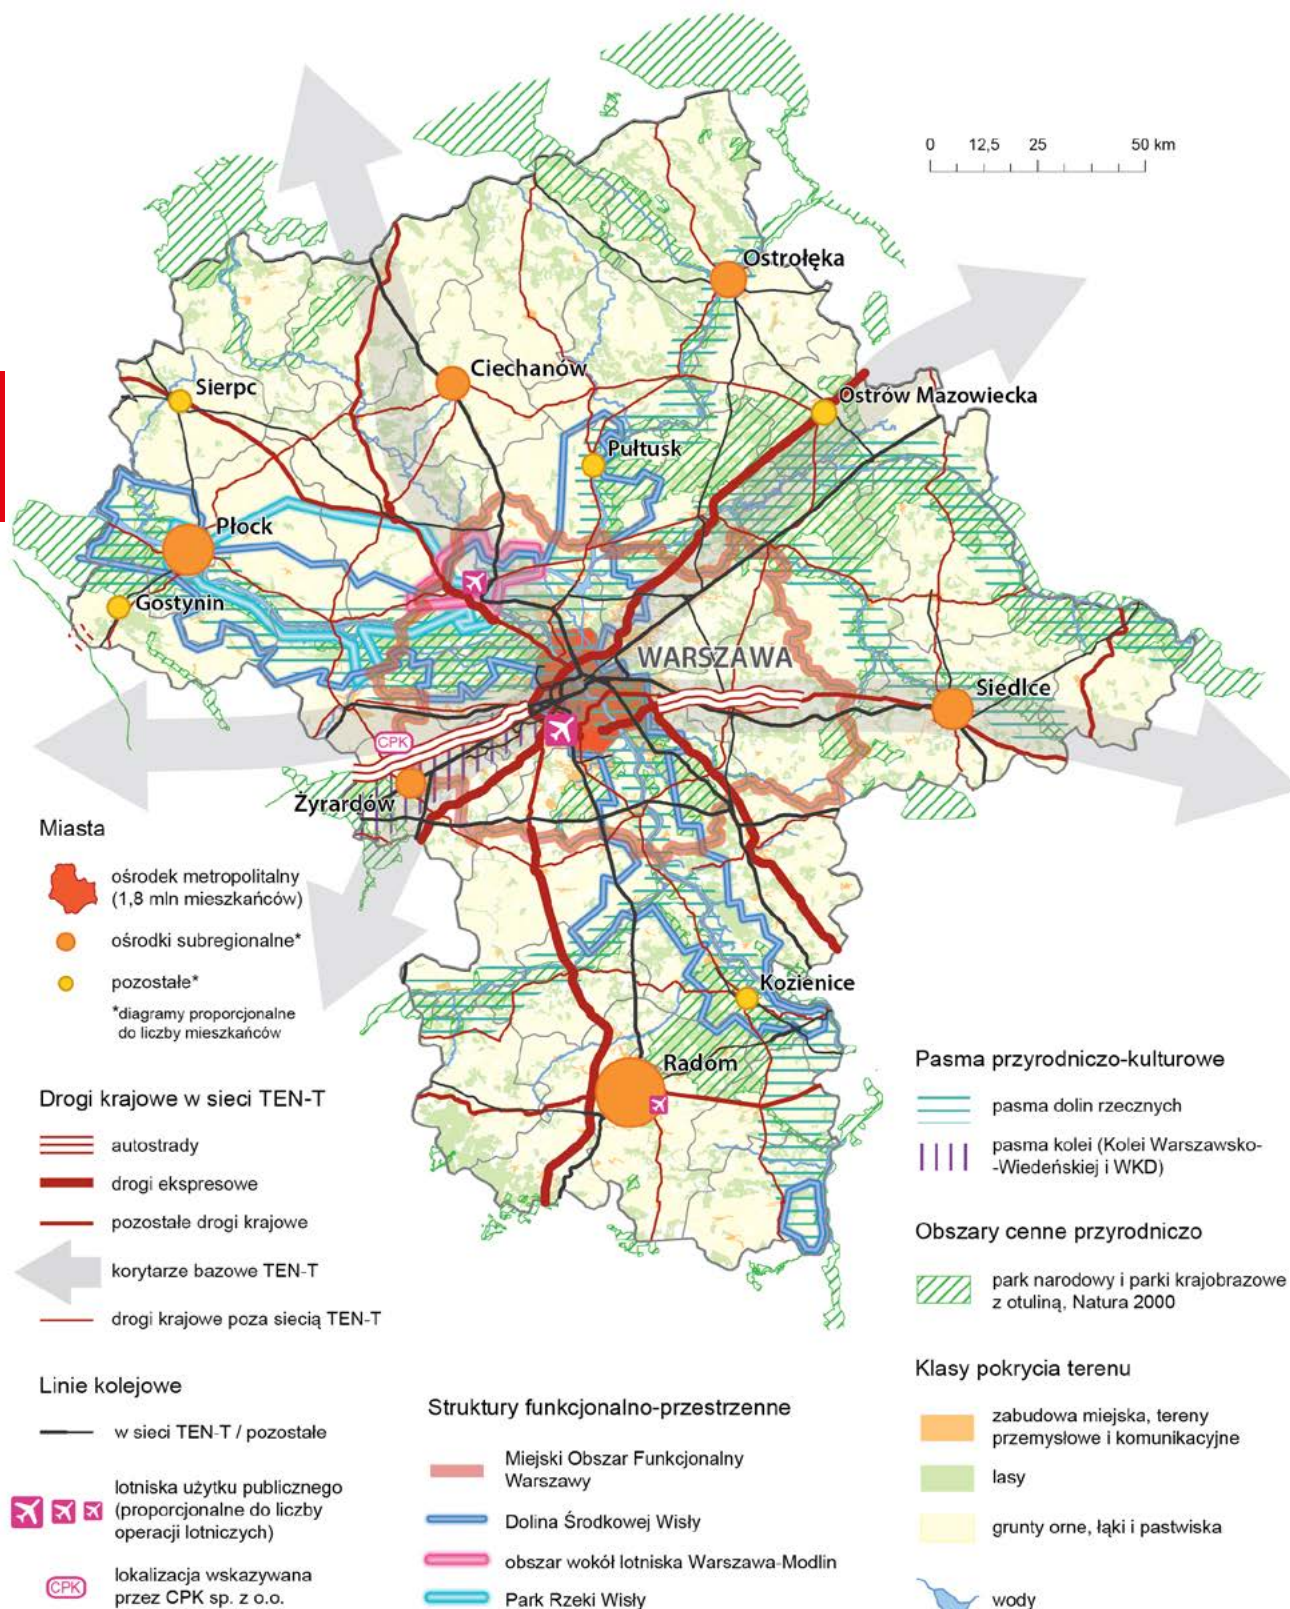 0 12,5 25 50 km
Ostrołęka
Ciechanów
Sierpc
Ostrów Mazowiecka
Pułtusk
Płock
Gostynin
WARSZAWA
Siedlce
CPK
Żyrardów
Kozienice
Radom
Miasta
ośrodek metropolitalny
(1,8 mln mieszkańców)
ośrodki subregionalne*
pozostałe*
*diagramy proporcjonalne
do liczby mieszkańców
Drogi krajowe w sieci TEN-T
autostrady
drogi ekspresowe
pozostałe drogi krajowe
korytarze bazowe TEN-T
drogi krajowe poza siecią TEN-T
Linie kolejowe
w sieci TEN-T / pozostałe
lotniska użytku publicznego
(proporcjonalne do liczby
operacji lotniczych)
CPK
lokalizacja wskazywana
przez CPK sp. z o.o.
Struktury funkcjonalno-przestrzenne
Miejski Obszar Funkcjonalny
Warszawy
Dolina Środkowej Wisły
obszar wokół lotniska Warszawa-Modlin
Park Rzeki Wisły
Pasma przyrodniczo-kulturowe
pasma dolin rzecznych
pasma kolei (Kolei Warszawsko-
-Wiedeńskiej i WKD)
Obszary cenne przyrodniczo
park narodowy i parki krajobrazowe
z otuliną, Natura 2000
Klasy pokrycia terenu
zabudowa miejska, tereny
przemysłowe i komunikacyjne
lasy
grunty orne, łąki i pastwiska
wody